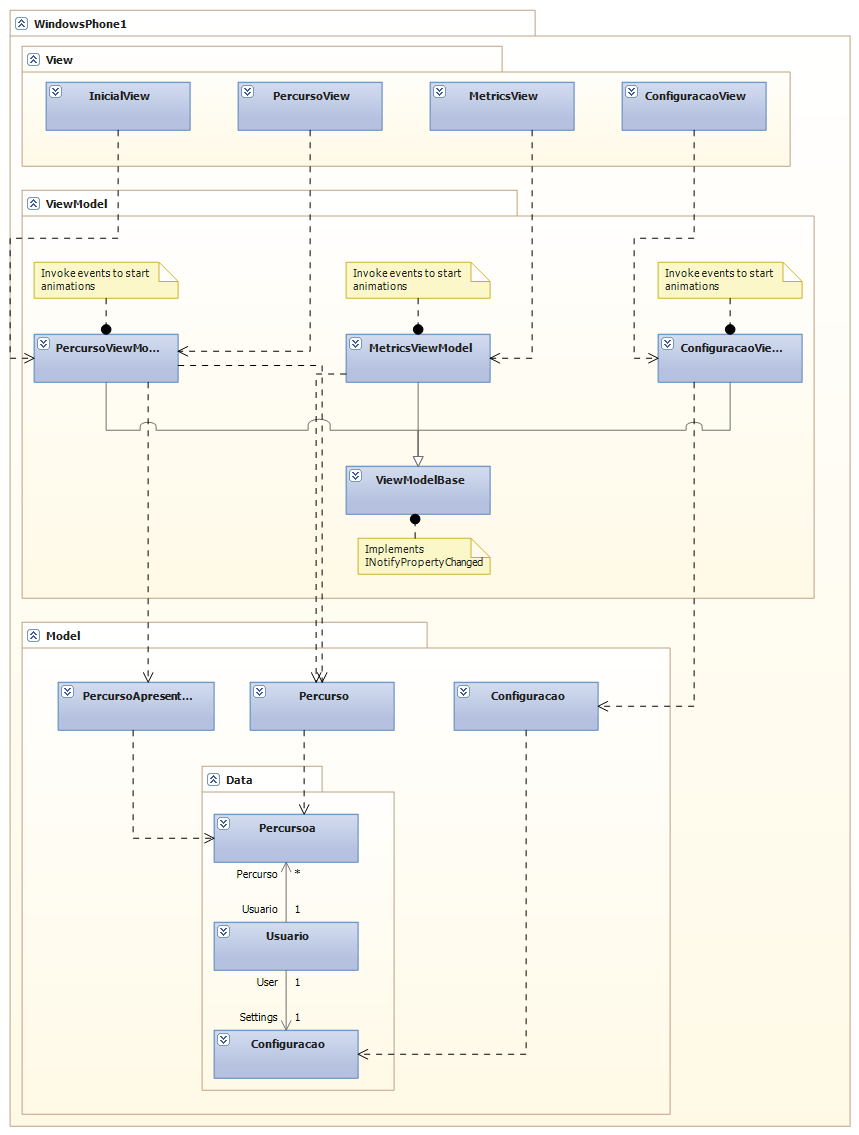 WindowsPhone1
View
InicialView
PercursoView
MetricsView
ConfiguracaoView
ViewModel
Invoke events to start
animations
Invoke events to start
animations
Invoke events to start
animations
PercursoViewMo...
MetricsViewModel
ConfiguracaoVie...
ViewModelBase
Implements
INotifyPropertyChanged
Model
PercursoApresent...
Percurso
Configuracao
Data
Percursoa
Percurso *
Usuario 1
Usuario
User 1
Settings 1
Configuracao